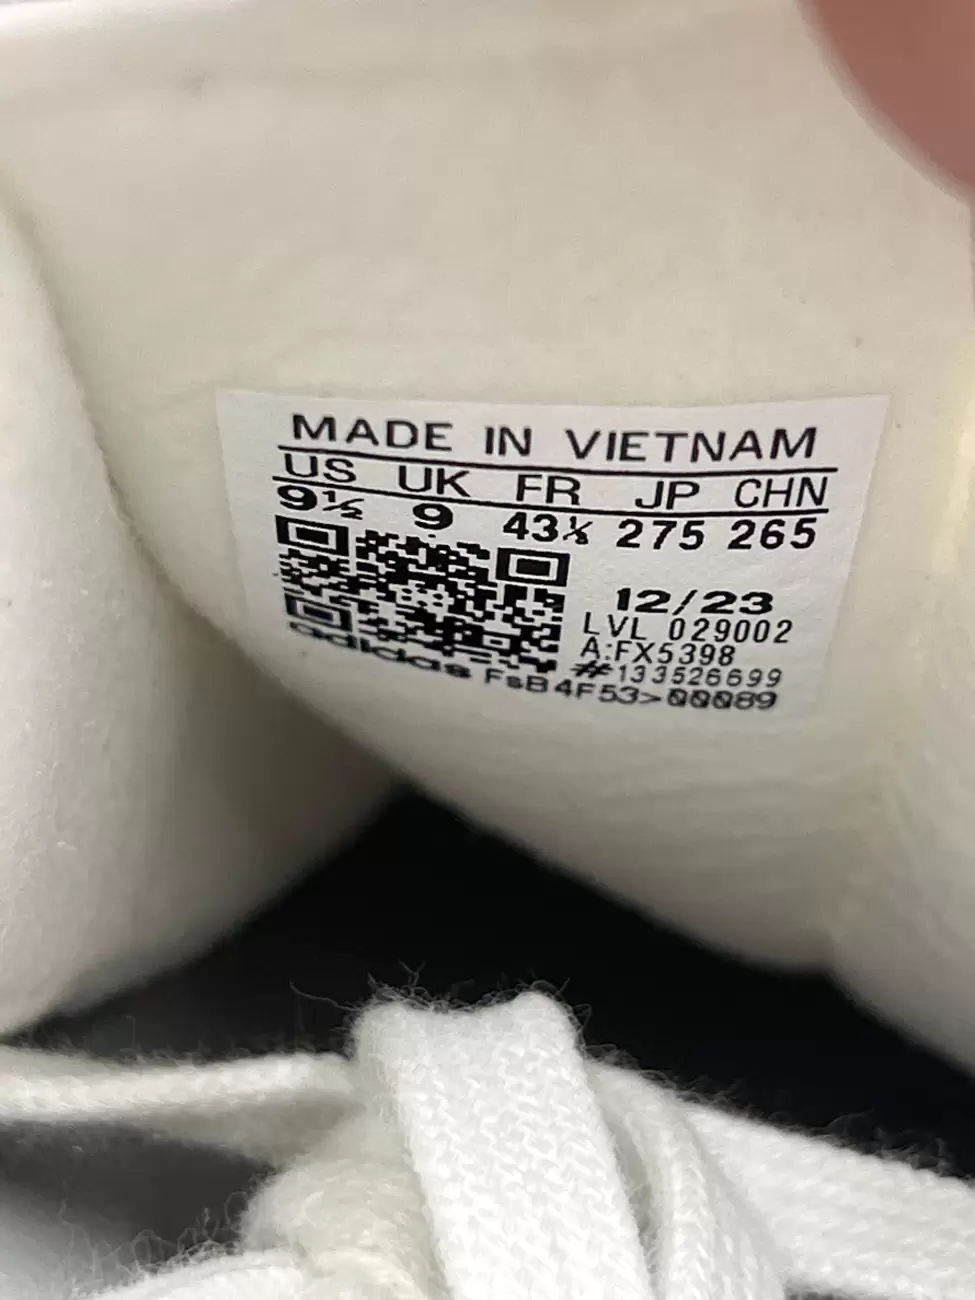 MADE IN VIETNAM
US UK FR JP CHN
9½ 9 43⅓ 275 265
12/23
LVL 029002
A:FX5398
#133526699
adidas FsB4F53>00089